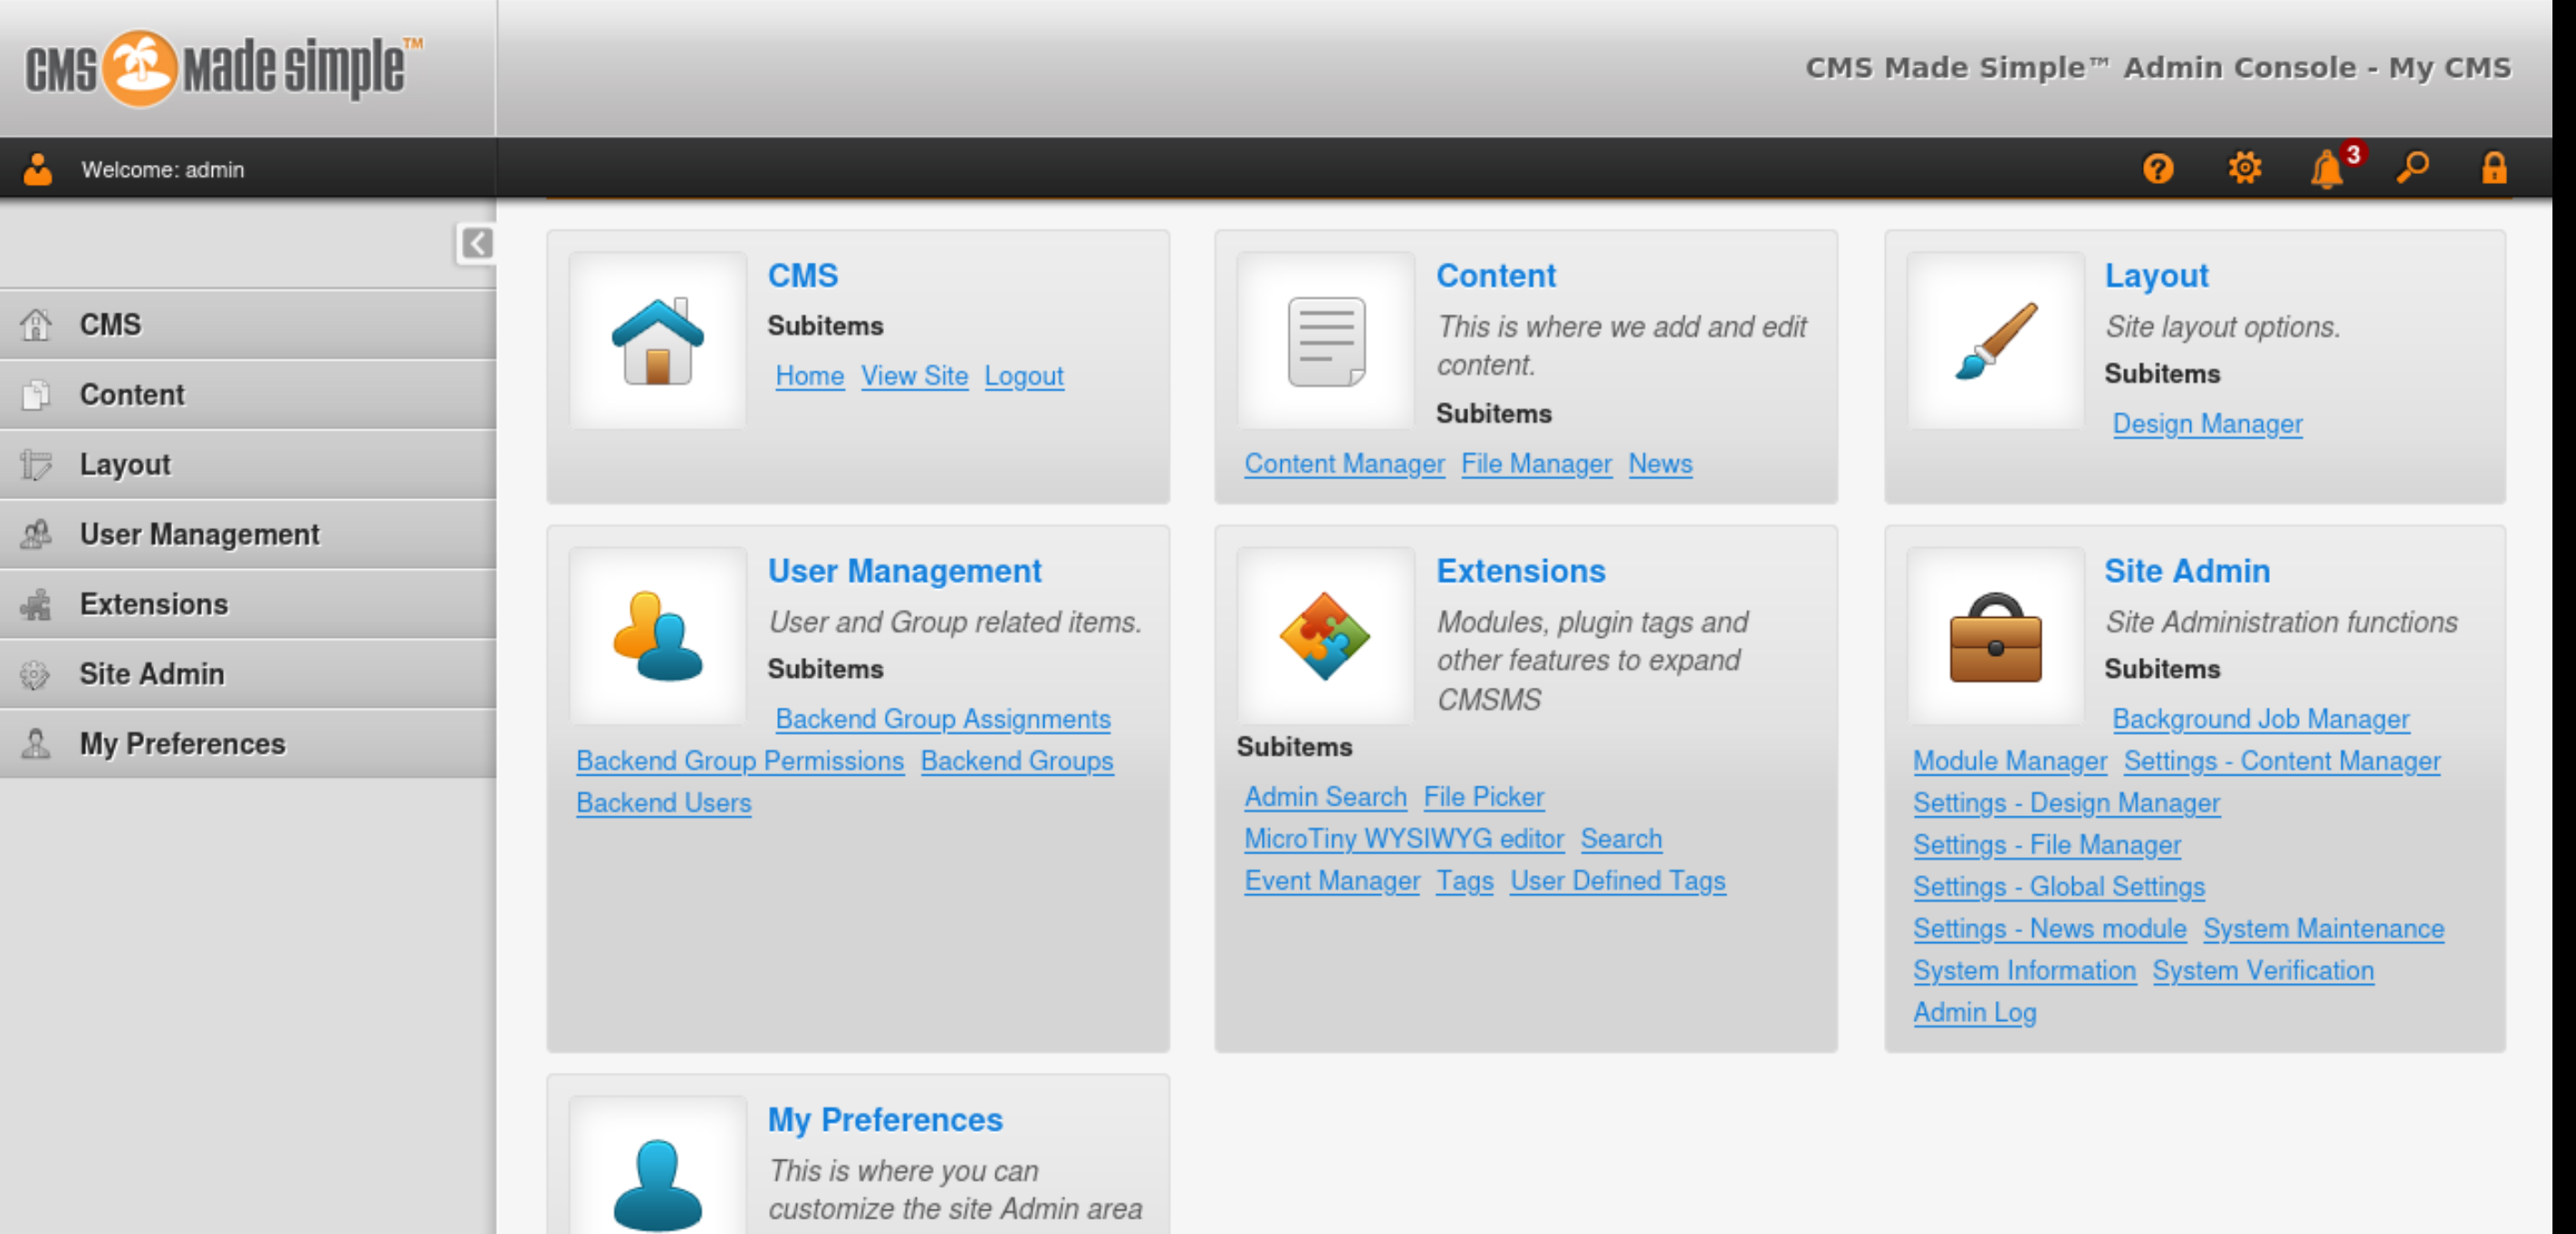 CMS Made Simple™
CMS Made Simple™ Admin Console - My CMS
Welcome: admin
3
CMS
Content
Layout
User Management
Extensions
Site Admin
My Preferences
CMS
Subitems
Home View Site Logout
Content
This is where we add and edit
content.
Subitems
Content Manager File Manager News
Layout
Site layout options.
Subitems
Design Manager
User Management
User and Group related items.
Subitems
Backend Group Assignments
Backend Group Permissions Backend Groups
Backend Users
Extensions
Modules, plugin tags and
other features to expand
CMSMS
Subitems
Admin Search File Picker
MicroTiny WYSIWYG editor Search
Event Manager Tags User Defined Tags
Site Admin
Site Administration functions
Subitems
Background Job Manager
Module Manager Settings - Content Manager
Settings - Design Manager
Settings - File Manager
Settings - Global Settings
Settings - News module System Maintenance
System Information System Verification
Admin Log
My Preferences
This is where you can
customize the site Admin area